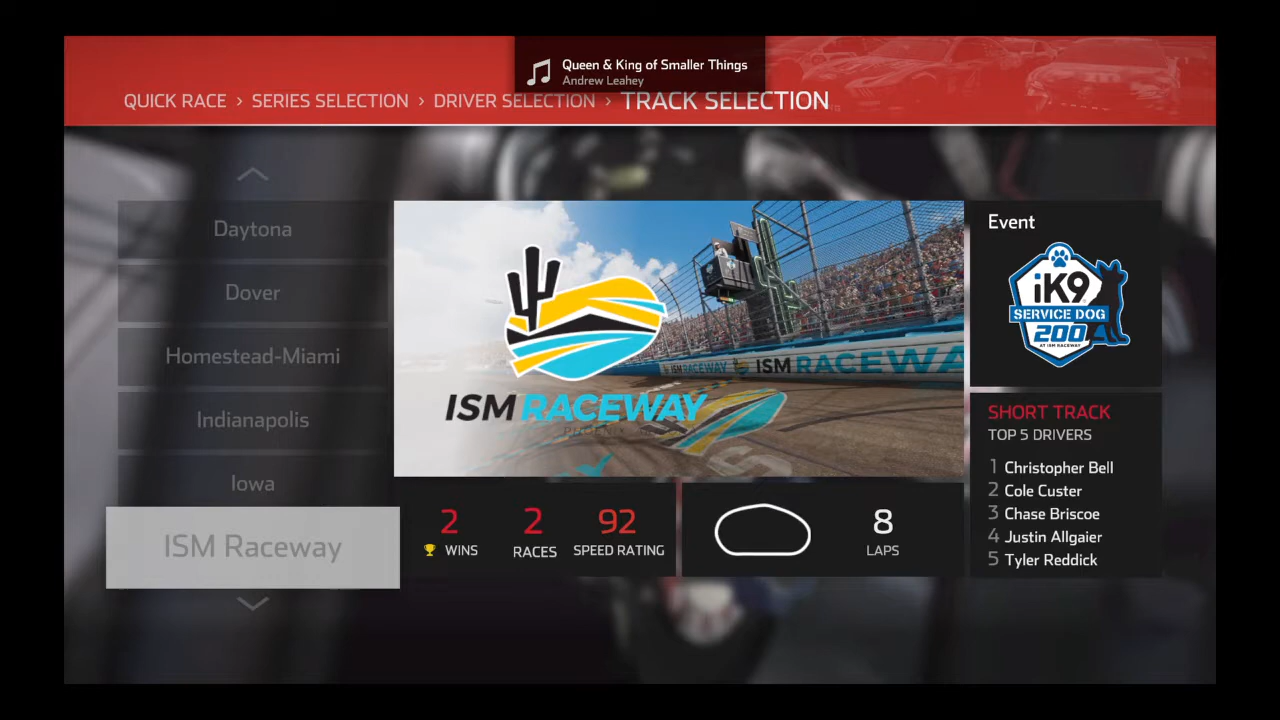 Queen & King of Smaller Things
Andrew Leahey
QUICK RACE > SERIES SELECTION > DRIVER SELECTION > TRACK SELECTION
Daytona
Dover
Homestead-Miami
Indianapolis
Iowa
ISM Raceway
ISM RACEWAY
ISM RACEWAY
ISM RACEWA
2
WINS
2
RACES
92
SPEED RATING
8
LAPS
Event
iK9
SERVICE DOG
200
AT ISM RACEWAY
SHORT TRACK
TOP 5 DRIVERS
1 Christopher Bell
2 Cole Custer
3 Chase Briscoe
4 Justin Allgaier
5 Tyler Reddick